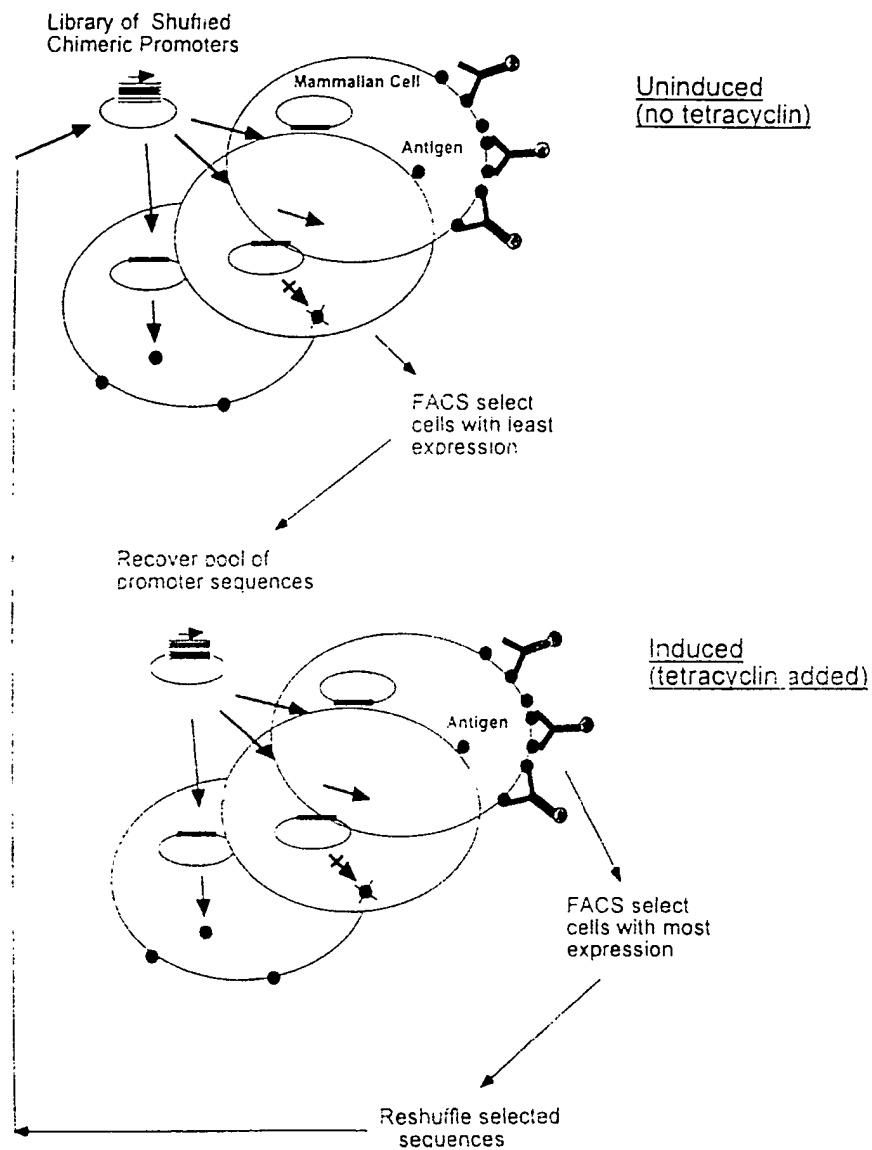 Library of Shuffled
Chimeric Promoters
Mammalian Cell
Uninduced
(no tetracyclin)
Antigen
FACS select
cells with least
expression
Recover pool of
promoter sequences
Induced
(tetracyclin added)
Antigen
FACS select
cells with most
expression
Reshuffle selected
sequences